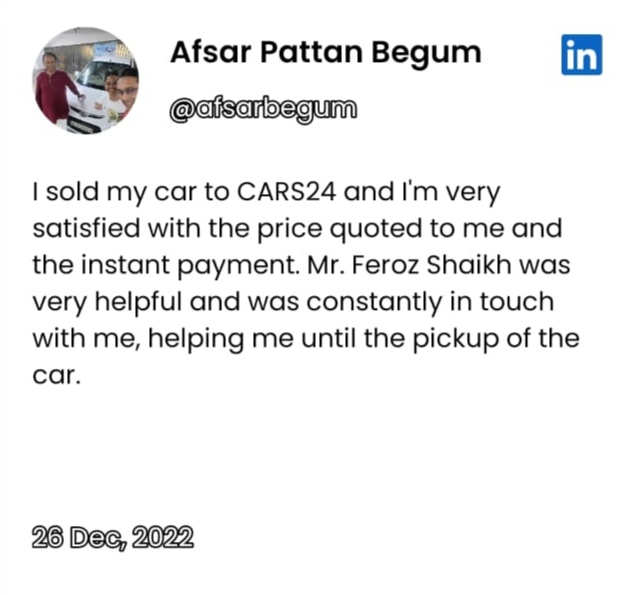 Afsar Pattan Begum
in
@afsarbegum
I sold my car to CARS24 and I'm very
satisfied with the price quoted to me and
the instant payment. Mr. Feroz Shaikh was
very helpful and was constantly in touch
with me, helping me until the pickup of the
car.
26 Dec, 2022